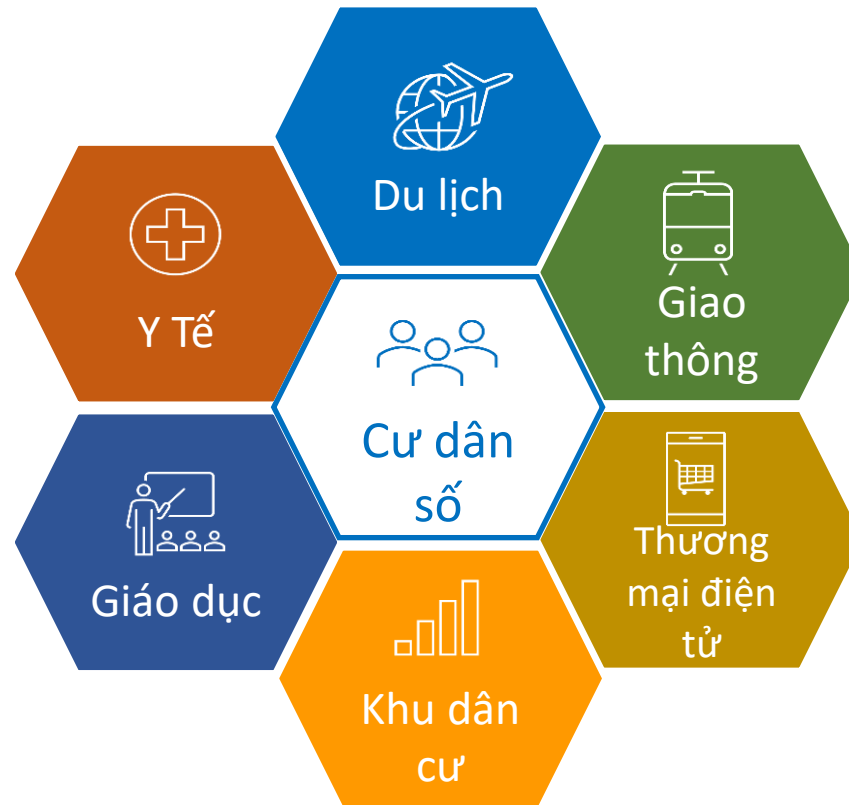 Du lịch
Y Tế
Giao
thông
Cư dân
số
Giáo dục
Thương
mại điện
tử
Khu dân
cư